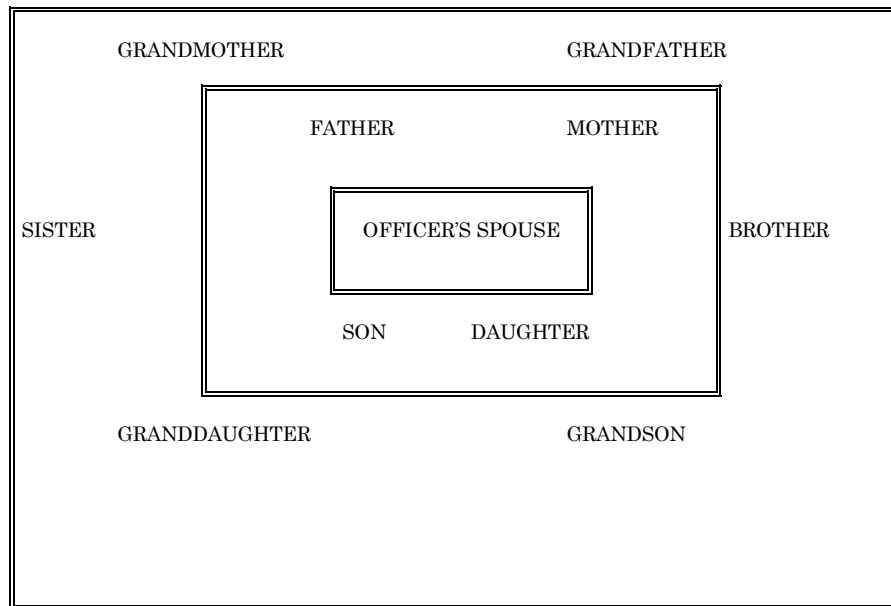 GRANDMOTHER GRANDFATHER
FATHER MOTHER
SISTER OFFICER'S SPOUSE BROTHER
SON DAUGHTER
GRANDDAUGHTER GRANDSON